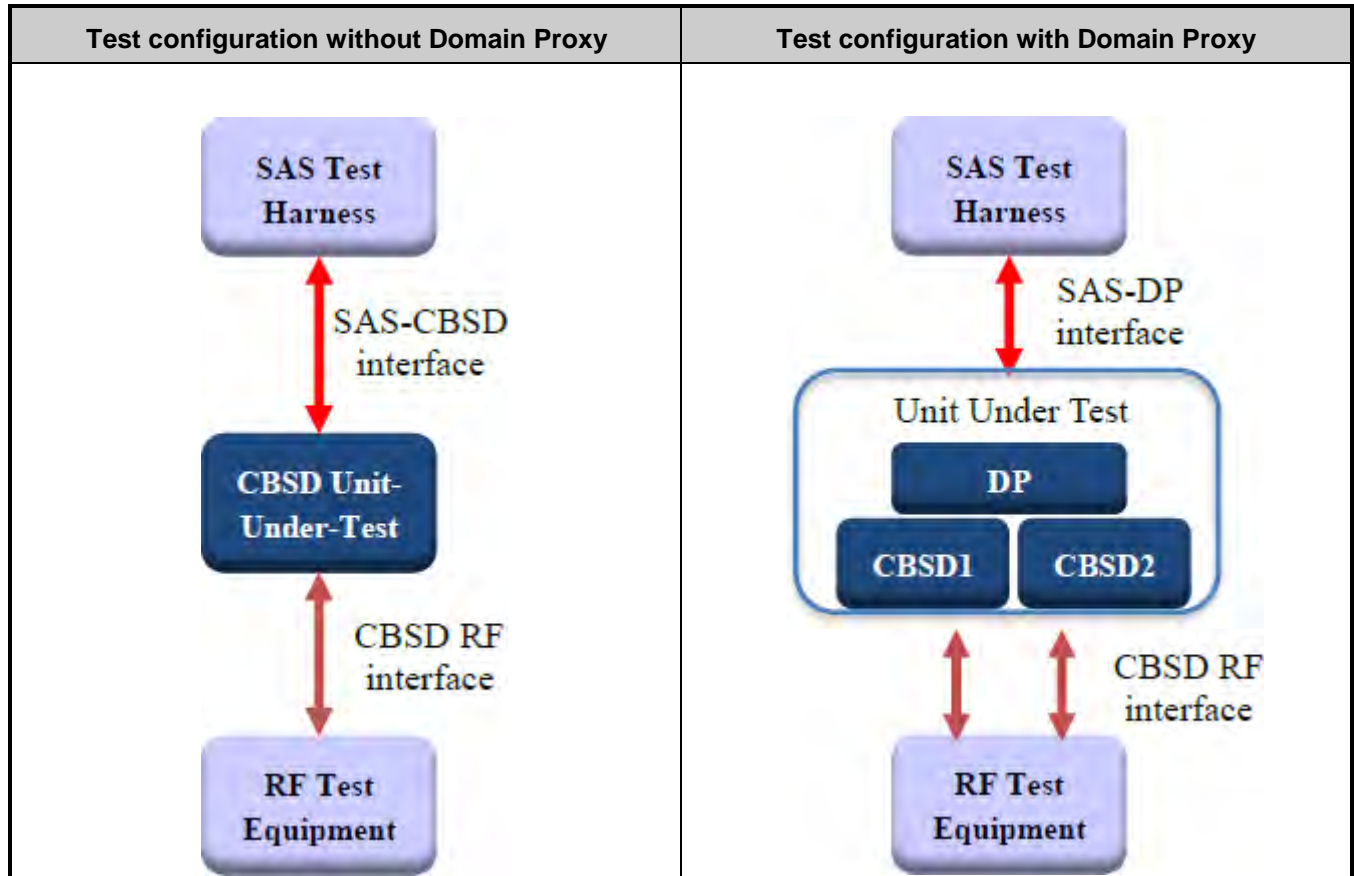 Test configuration without Domain Proxy
SAS Test
Harness
SAS-CBSD
interface
CBSD Unit-
Under-Test
CBSD RF
interface
RF Test
Equipment
Test configuration with Domain Proxy
SAS Test
Harness
SAS-DP
interface
Unit Under Test
DP
CBSD1
CBSD2
CBSD RF
interface
RF Test
Equipment